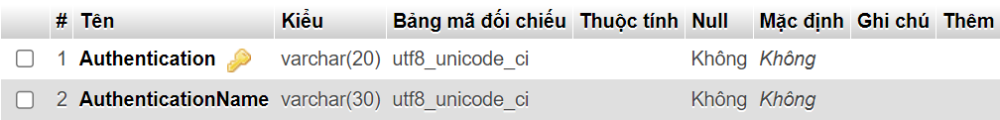 # Tên Kiểu Bảng mã đối chiếu Thuộc tính Null Mặc định Ghi chú Thêm
1 Authentication varchar(20) utf8_unicode_ci Không Không
2 AuthenticationName varchar(30) utf8_unicode_ci Không Không